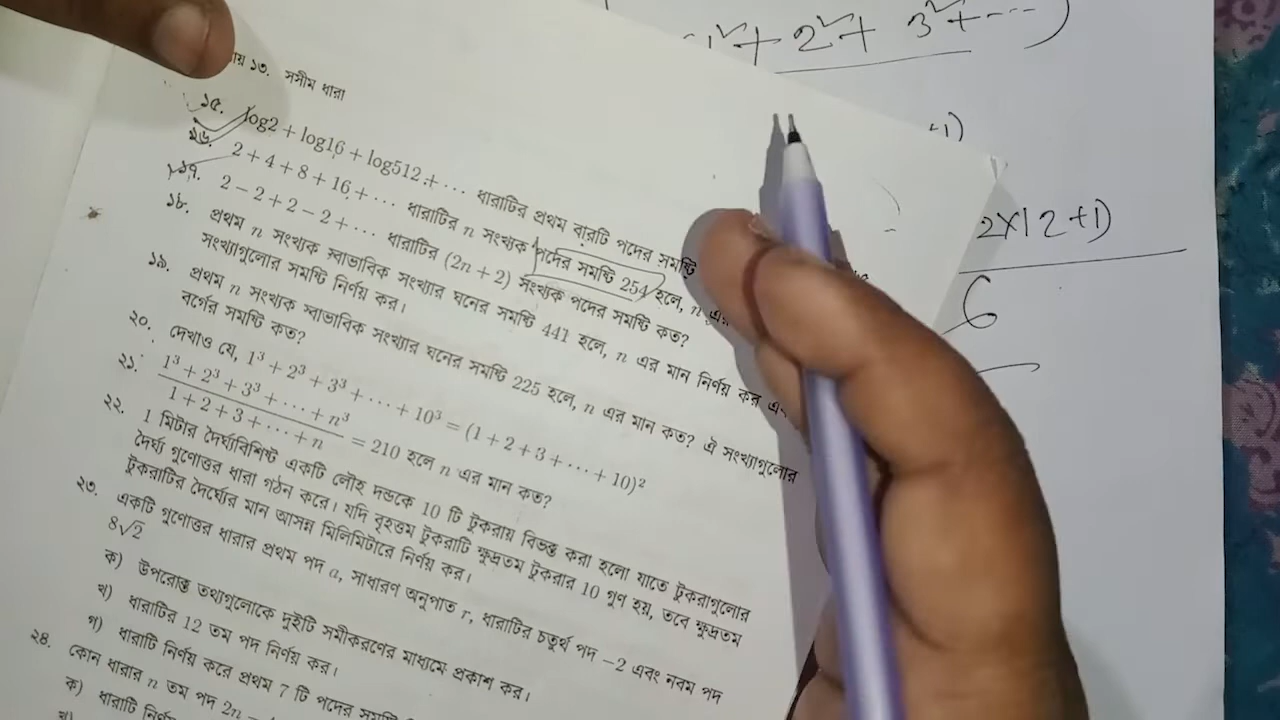 ১৩. সসীম ধারা
১৫. log2 + log16 + log512 + ··· ধারাটির প্রথম বারটি পদের সমষ্টি
১৬. 2 + 4 + 8 + 16 + ··· ধারাটির n সংখ্যক পদের সমষ্টি 254 হলে, n
১৭. 2 − 2 + 2 − 2 + ··· ধারাটির (2n + 2) সংখ্যক পদের সমষ্টি কত?
১৮. প্রথম n সংখ্যক স্বাভাবিক সংখ্যার ঘনের সমষ্টি 441 হলে, n এর মান নির্ণয় কর
সংখ্যাগুলোর সমষ্টি নির্ণয় কর।
১৯. প্রথম n সংখ্যক স্বাভাবিক সংখ্যার ঘনের সমষ্টি 225 হলে, n এর মান কত? ঐ সংখ্যাগুলোর
বর্গের সমষ্টি কত?
২০. দেখাও যে, 1³ + 2³ + 3³ + ··· + 10³ = (1 + 2 + 3 + ··· + 10)²
২১. (1³ + 2³ + 3³ + ··· + n³)/(1 + 2 + 3 + ··· + n) = 210 হলে n এর মান কত?
২২. 1 মিটার দৈর্ঘ্যবিশিষ্ট একটি লৌহ দন্ডকে 10 টি টুকরায় বিভক্ত করা হলো যাতে টুকরাগুলোর
দৈর্ঘ্য গুণোত্তর ধারা গঠন করে। যদি বৃহত্তম টুকরাটি ক্ষুদ্রতম টুকরার 10 গুণ হয়, তবে ক্ষুদ্রতম
টুকরাটির দৈর্ঘ্যের মান আসন্ন মিলিমিটারে নির্ণয় কর।
২৩. একটি গুণোত্তর ধারার প্রথম পদ a, সাধারণ অনুপাত r, ধারাটির চতুর্থ পদ −2 এবং নবম পদ
8√2
ক) উপরোক্ত তথ্যগুলোকে দুইটি সমীকরণের মাধ্যমে প্রকাশ কর।
খ) ধারাটির 12 তম পদ নির্ণয় কর।
গ) ধারাটি নির্ণয় করে প্রথম 7 টি পদের
২৪. কোন ধারার n তম পদ 2n
ক) ধারাটি
1² + 2² + 3² + ---- )
+1)
2×12+1)
6